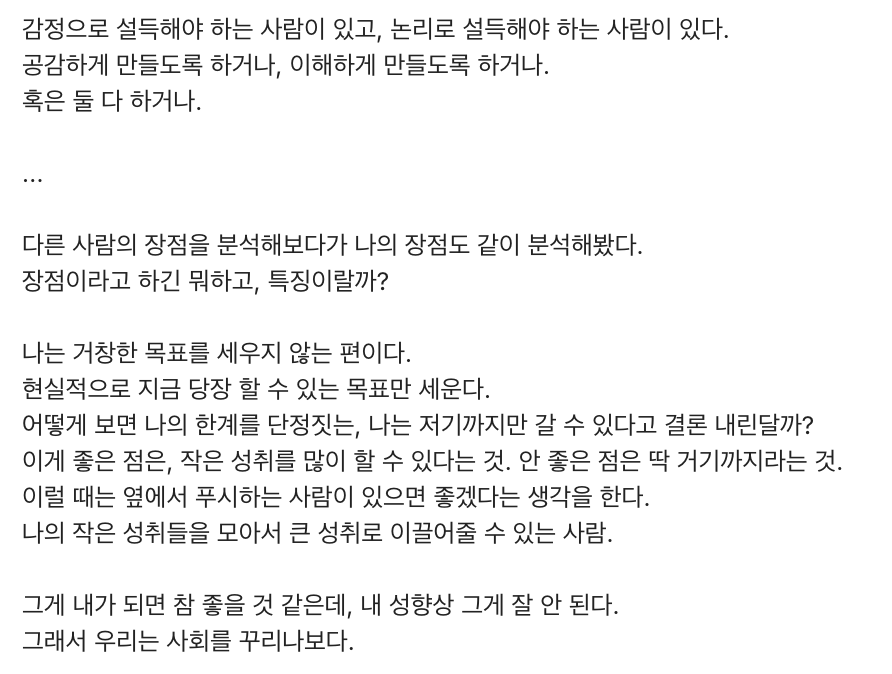 감정으로 설득해야 하는 사람이 있고, 논리로 설득해야 하는 사람이 있다.
공감하게 만들도록 하거나, 이해하게 만들도록 하거나.
혹은 둘 다 하거나.
...
다른 사람의 장점을 분석해보다가 나의 장점도 같이 분석해봤다.
장점이라고 하긴 뭐하고, 특징이랄까?
나는 거창한 목표를 세우지 않는 편이다.
현실적으로 지금 당장 할 수 있는 목표만 세운다.
어떻게 보면 나의 한계를 단정짓는, 나는 저기까지만 갈 수 있다고 결론 내린달까?
이게 좋은 점은, 작은 성취를 많이 할 수 있다는 것. 안 좋은 점은 딱 거기까지라는 것.
이럴 때는 옆에서 푸시하는 사람이 있으면 좋겠다는 생각을 한다.
나의 작은 성취들을 모아서 큰 성취로 이끌어줄 수 있는 사람.
그게 내가 되면 참 좋을 것 같은데, 내 성향상 그게 잘 안 된다.
그래서 우리는 사회를 꾸리나보다.